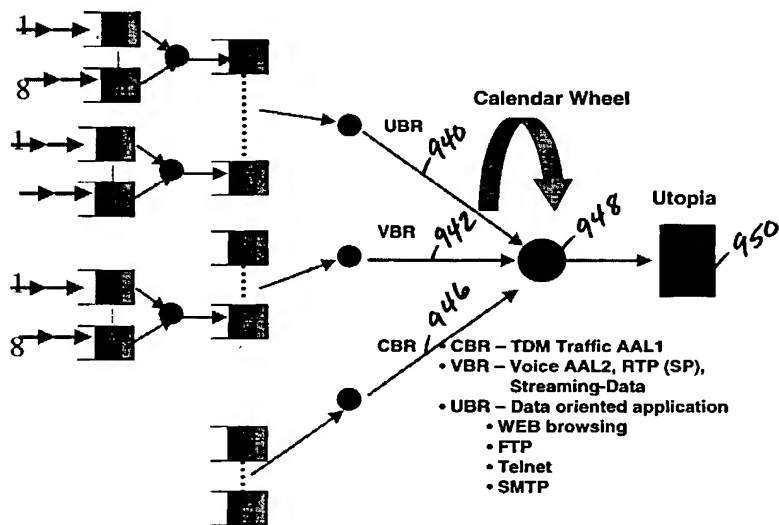 1
8
1
1
8
UBR
940
Calendar Wheel
VBR
942
948
Utopia
950
CBR
946
• CBR – TDM Traffic AAL1
• VBR – Voice AAL2, RTP (SP),
Streaming-Data
• UBR – Data oriented application
• WEB browsing
• FTP
• Telnet
• SMTP